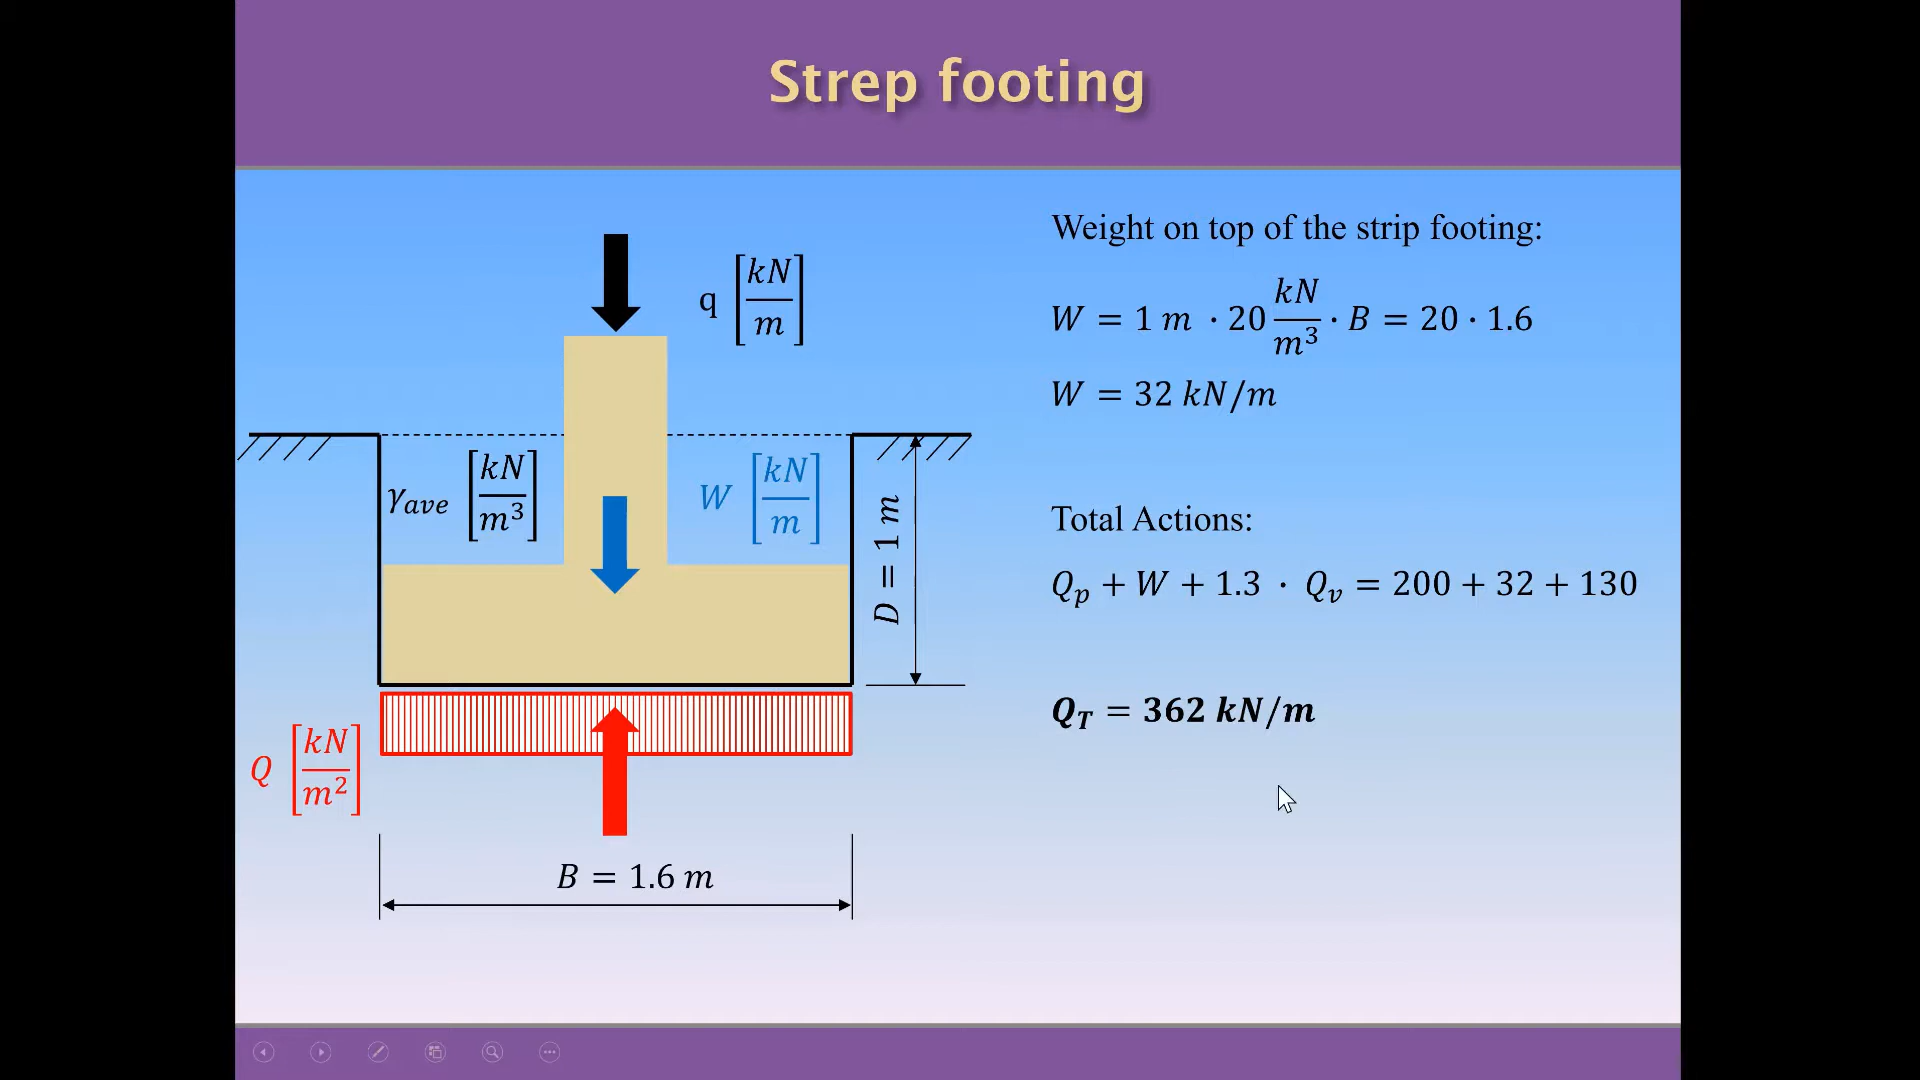 Strep footing
q [kN/m]
γ_ave [kN/m³]
W [kN/m]
D = 1 m
Q [kN/m²]
B = 1.6 m
Weight on top of the strip footing:
W = 1 m · 20 kN/m³ · B = 20 · 1.6
W = 32 kN/m
Total Actions:
Q_p + W + 1.3 · Q_v = 200 + 32 + 130
Q_T = 362 kN/m